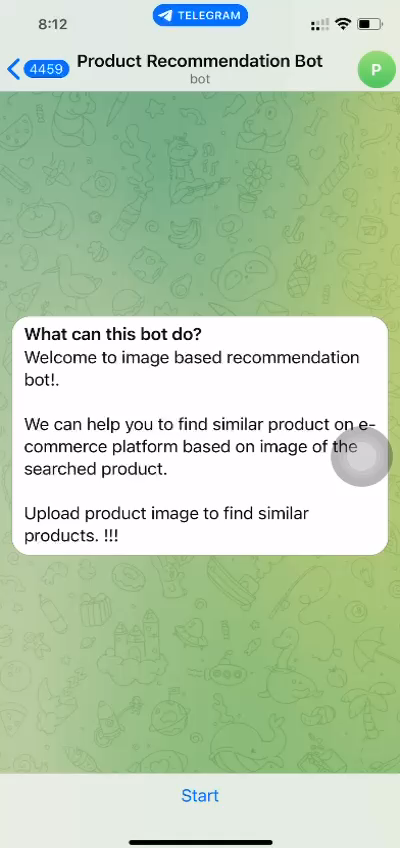 8:12
TELEGRAM
4459
Product Recommendation Bot
bot
P
What can this bot do?
Welcome to image based recommendation
bot!.
We can help you to find similar product on e-
commerce platform based on image of the
searched product.
Upload product image to find similar
products. !!!
Start